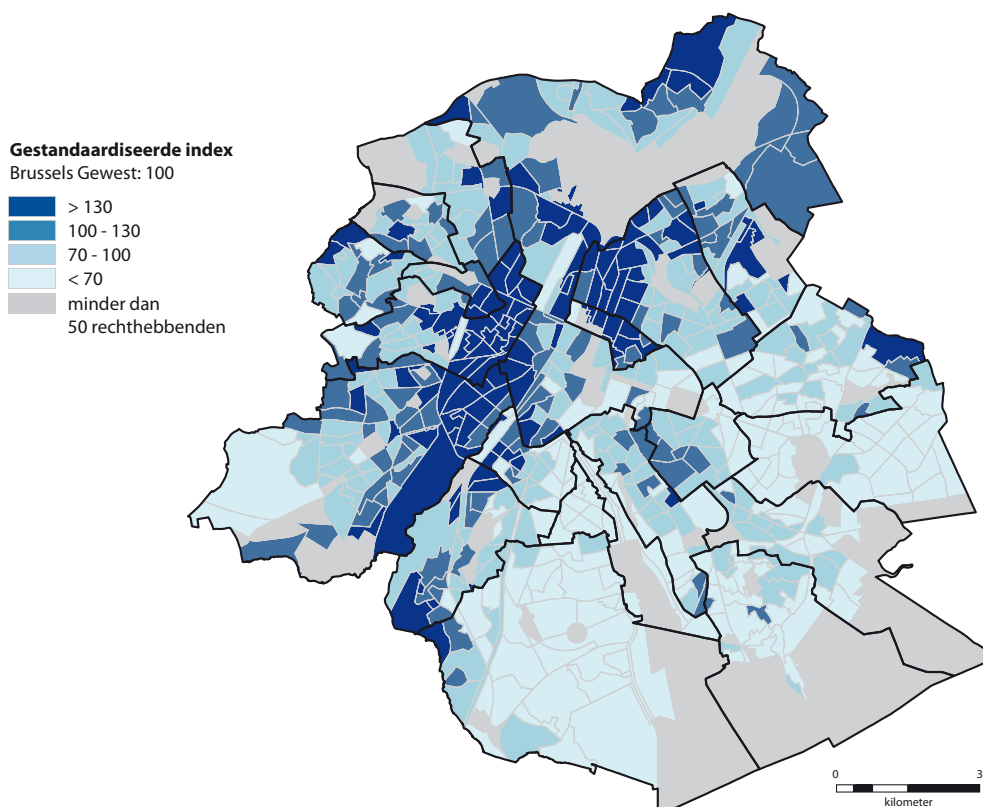 Gestandaardiseerde index
Brussels Gewest: 100
> 130
100 - 130
70 - 100
< 70
minder dan
50 rechthebbenden
0 3
kilometer